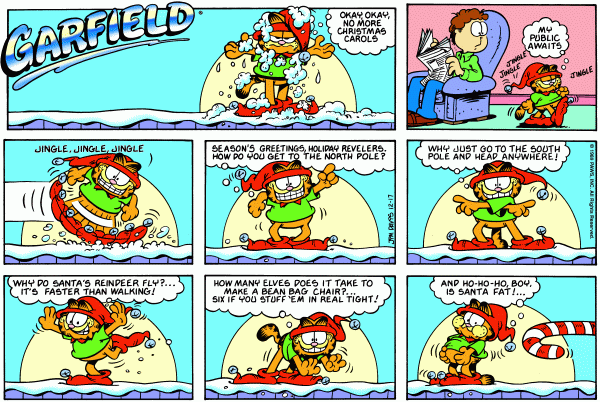 GARFIELD
OKAY, OKAY,
NO MORE
CHRISTMAS
CAROLS
MY
PUBLIC
AWAITS
JINGLE
JINGLE
JINGLE
JINGLE, JINGLE, JINGLE
SEASON'S GREETINGS, HOLIDAY REVELERS.
HOW DO YOU GET TO THE NORTH POLE?
JIM DAVIS 12-17
WHY JUST GO TO THE SOUTH
POLE AND HEAD ANYWHERE!
WHY DO SANTA'S REINDEER FLY?...
IT'S FASTER THAN WALKING!
HOW MANY ELVES DOES IT TAKE TO
MAKE A BEAN BAG CHAIR?...
SIX IF YOU STUFF 'EM IN REAL TIGHT!
AND HO-HO-HO, BOY,
IS SANTA FAT!...